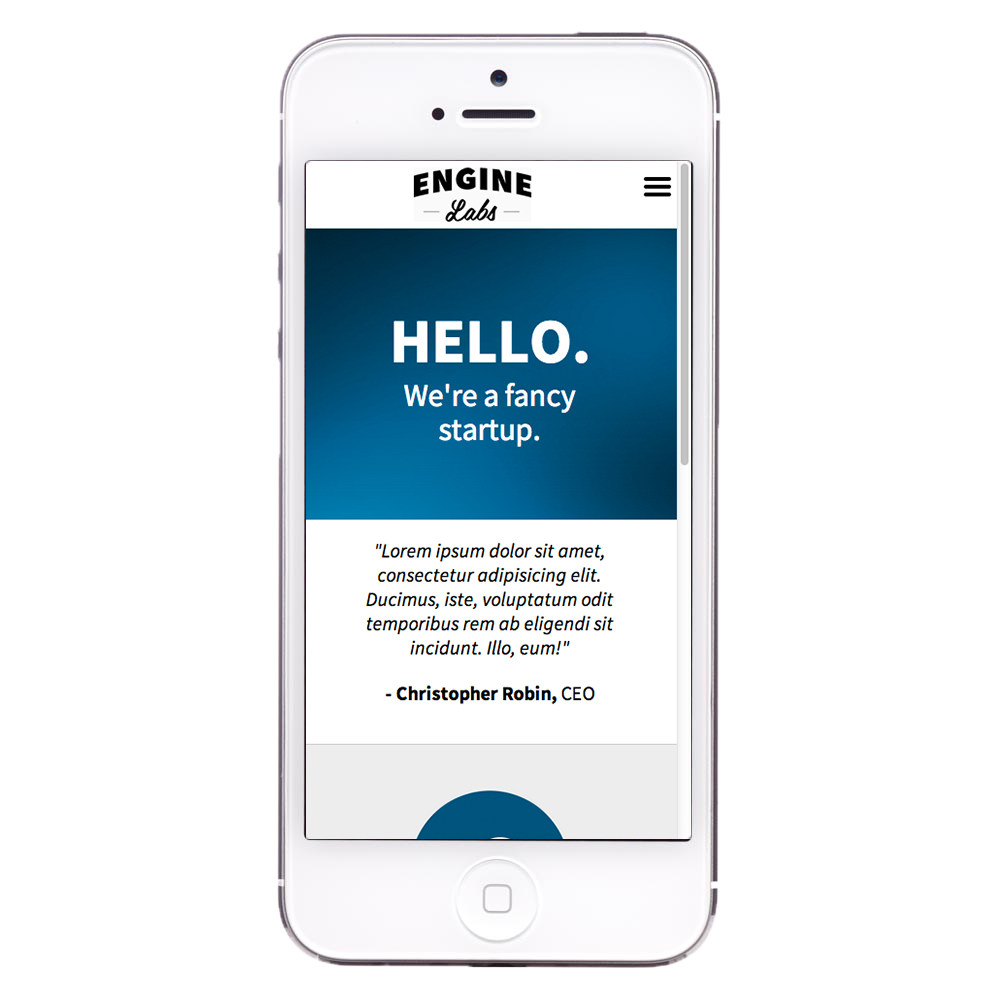 ENGINE
Labs
HELLO.
We're a fancy
startup.
"Lorem ipsum dolor sit amet,
consectetur adipisicing elit.
Ducimus, iste, voluptatum odit
temporibus rem ab eligendi sit
incidunt. Illo, eum!"
- Christopher Robin, CEO